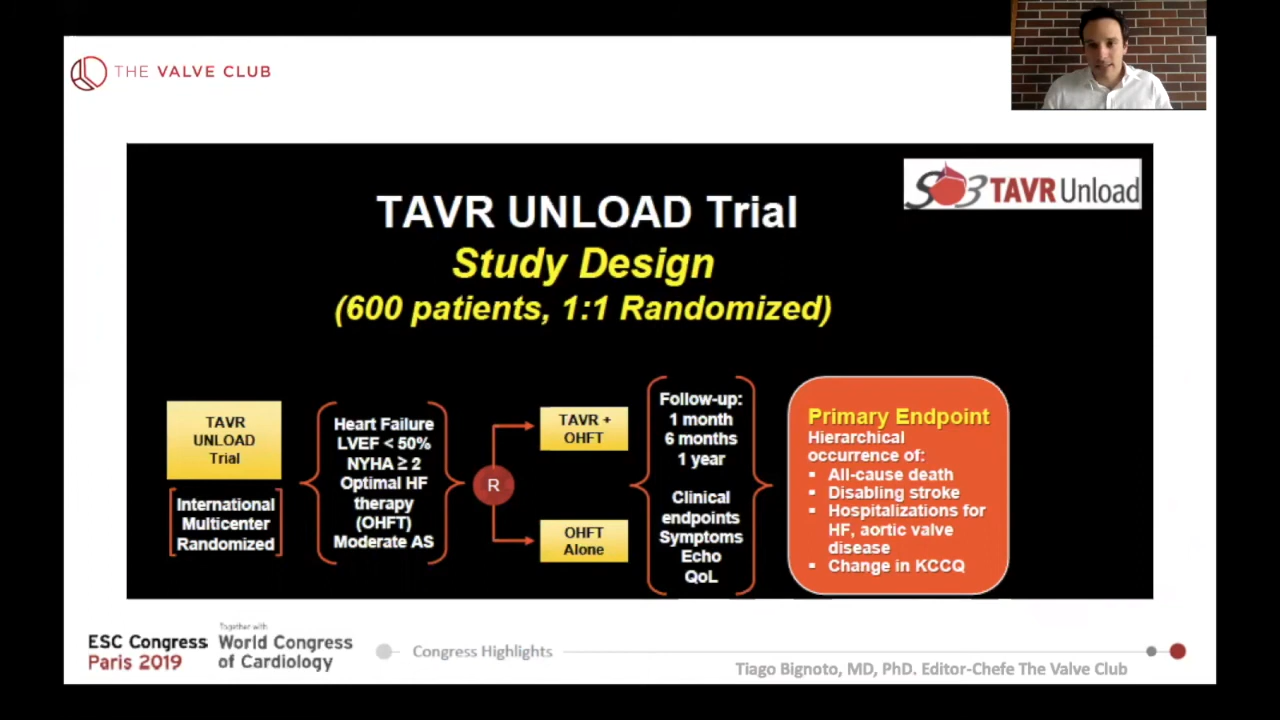 THE VALVE CLUB
SO3 TAVR Unload
TAVR UNLOAD Trial
Study Design
(600 patients, 1:1 Randomized)
TAVR
UNLOAD
Trial
International
Multicenter
Randomized
Heart Failure
LVEF < 50%
NYHA ≥ 2
Optimal HF
therapy
(OHFT)
Moderate AS
R
TAVR +
OHFT
OHFT
Alone
Follow-up:
1 month
6 months
1 year
Clinical
endpoints
Symptoms
Echo
QoL
Primary Endpoint
Hierarchical
occurrence of:
▪ All-cause death
▪ Disabling stroke
▪ Hospitalizations for
HF, aortic valve
disease
▪ Change in KCCQ
ESC Congress
Paris 2019
Together with
World Congress
of Cardiology
Congress Highlights
Tiago Bignoto, MD, PhD. Editor-Chefe The Valve Club